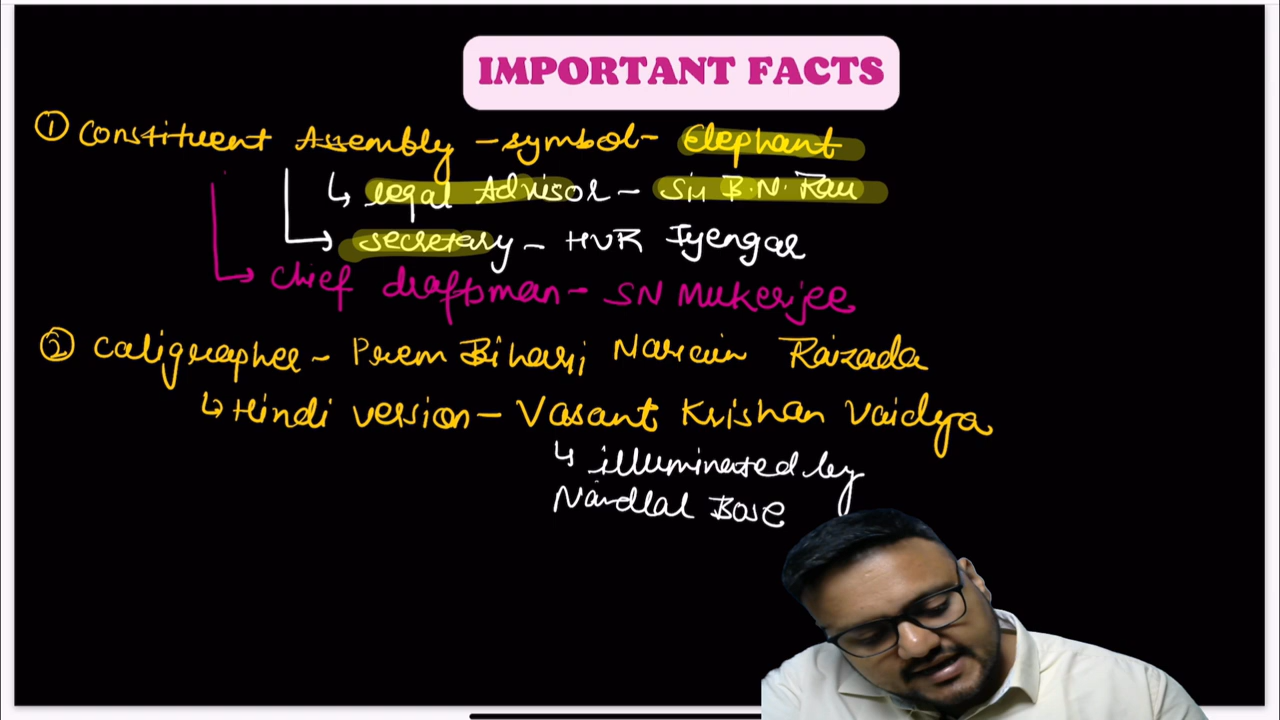 IMPORTANT FACTS
① Constituent Assembly - symbol - Elephant
↳ legal Advisor - Sir B.N. Rau
→ secretary - HVR Iyengar
→ chief draftsman - SN Mukerjee
② Caligrapher - Prem Bihari Narain Raizada
↳ Hindi version - Vasant Krishan Vaidya
↳ illuminated by
Nandlal Bose